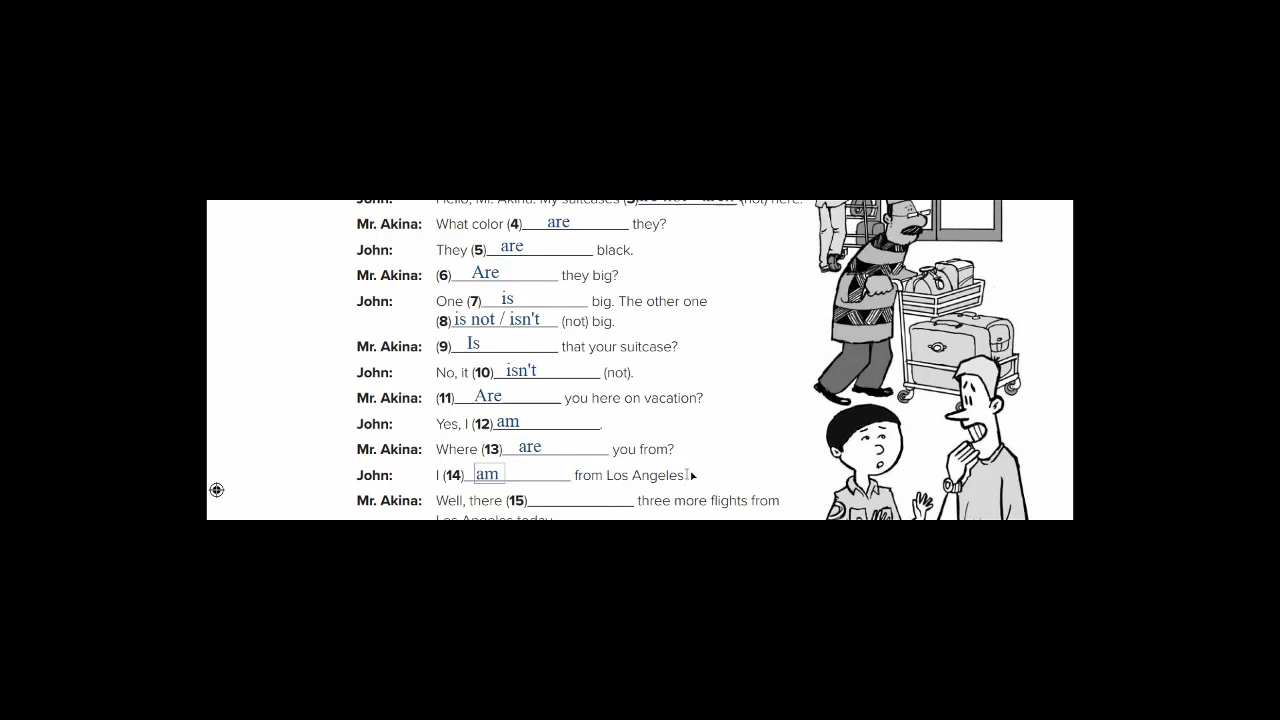 John: Hello, Mr. Akina. My suitcases (3) (not) here.
Mr. Akina: What color (4) are they?
John: They (5) are black.
Mr. Akina: (6) Are they big?
John: One (7) is big. The other one
(8) is not / isn't (not) big.
Mr. Akina: (9) Is that your suitcase?
John: No, it (10) isn't (not).
Mr. Akina: (11) Are you here on vacation?
John: Yes, I (12) am.
Mr. Akina: Where (13) are you from?
John: I (14) am from Los Angeles.
Mr. Akina: Well, there (15) three more flights from
Los Angeles today.